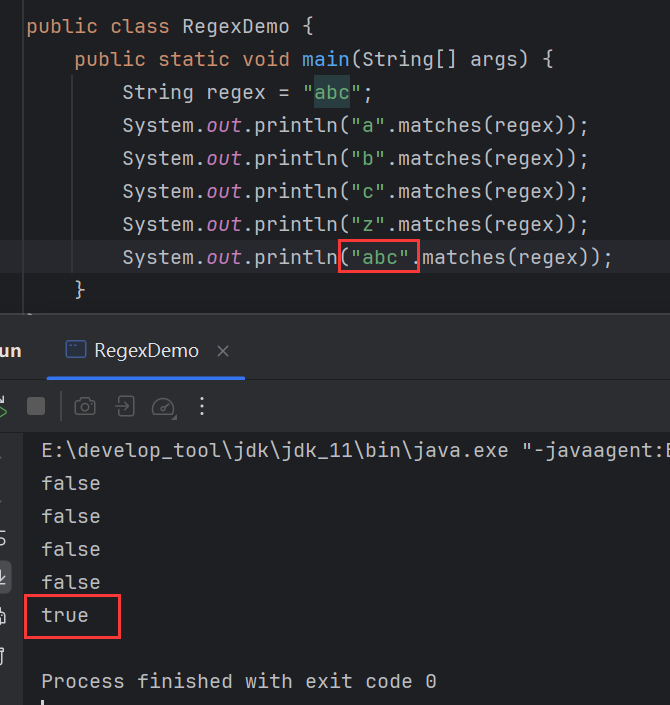 public class RegexDemo {
    public static void main(String[] args) {
        String regex = "abc";
        System.out.println("a".matches(regex));
        System.out.println("b".matches(regex));
        System.out.println("c".matches(regex));
        System.out.println("z".matches(regex));
        System.out.println("abc".matches(regex));
    }
un RegexDemo
E:\develop_tool\jdk\jdk_11\bin\java.exe "-javaagent:
false
false
false
false
true
Process finished with exit code 0